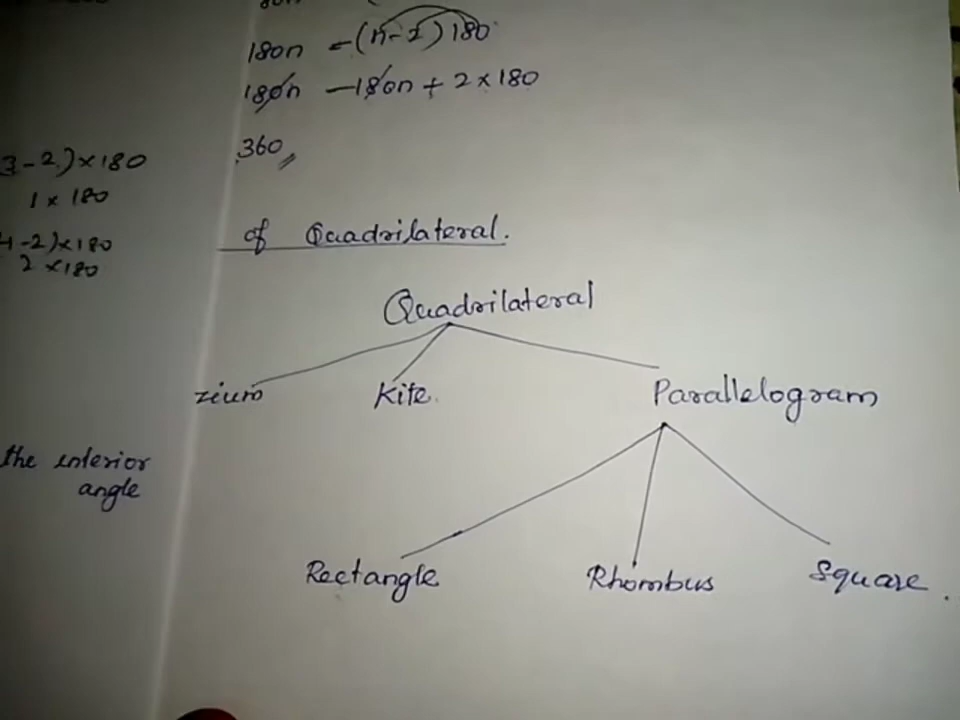 180n -(n-2)180
180n -180n + 2×180
360
3-2)×180
1 × 180
4-2)×180
2 ×180
of Quadrilateral.
Quadrilateral
zium Kite. Parallelogram
the interior
angle
Rectangle Rhombus Square.